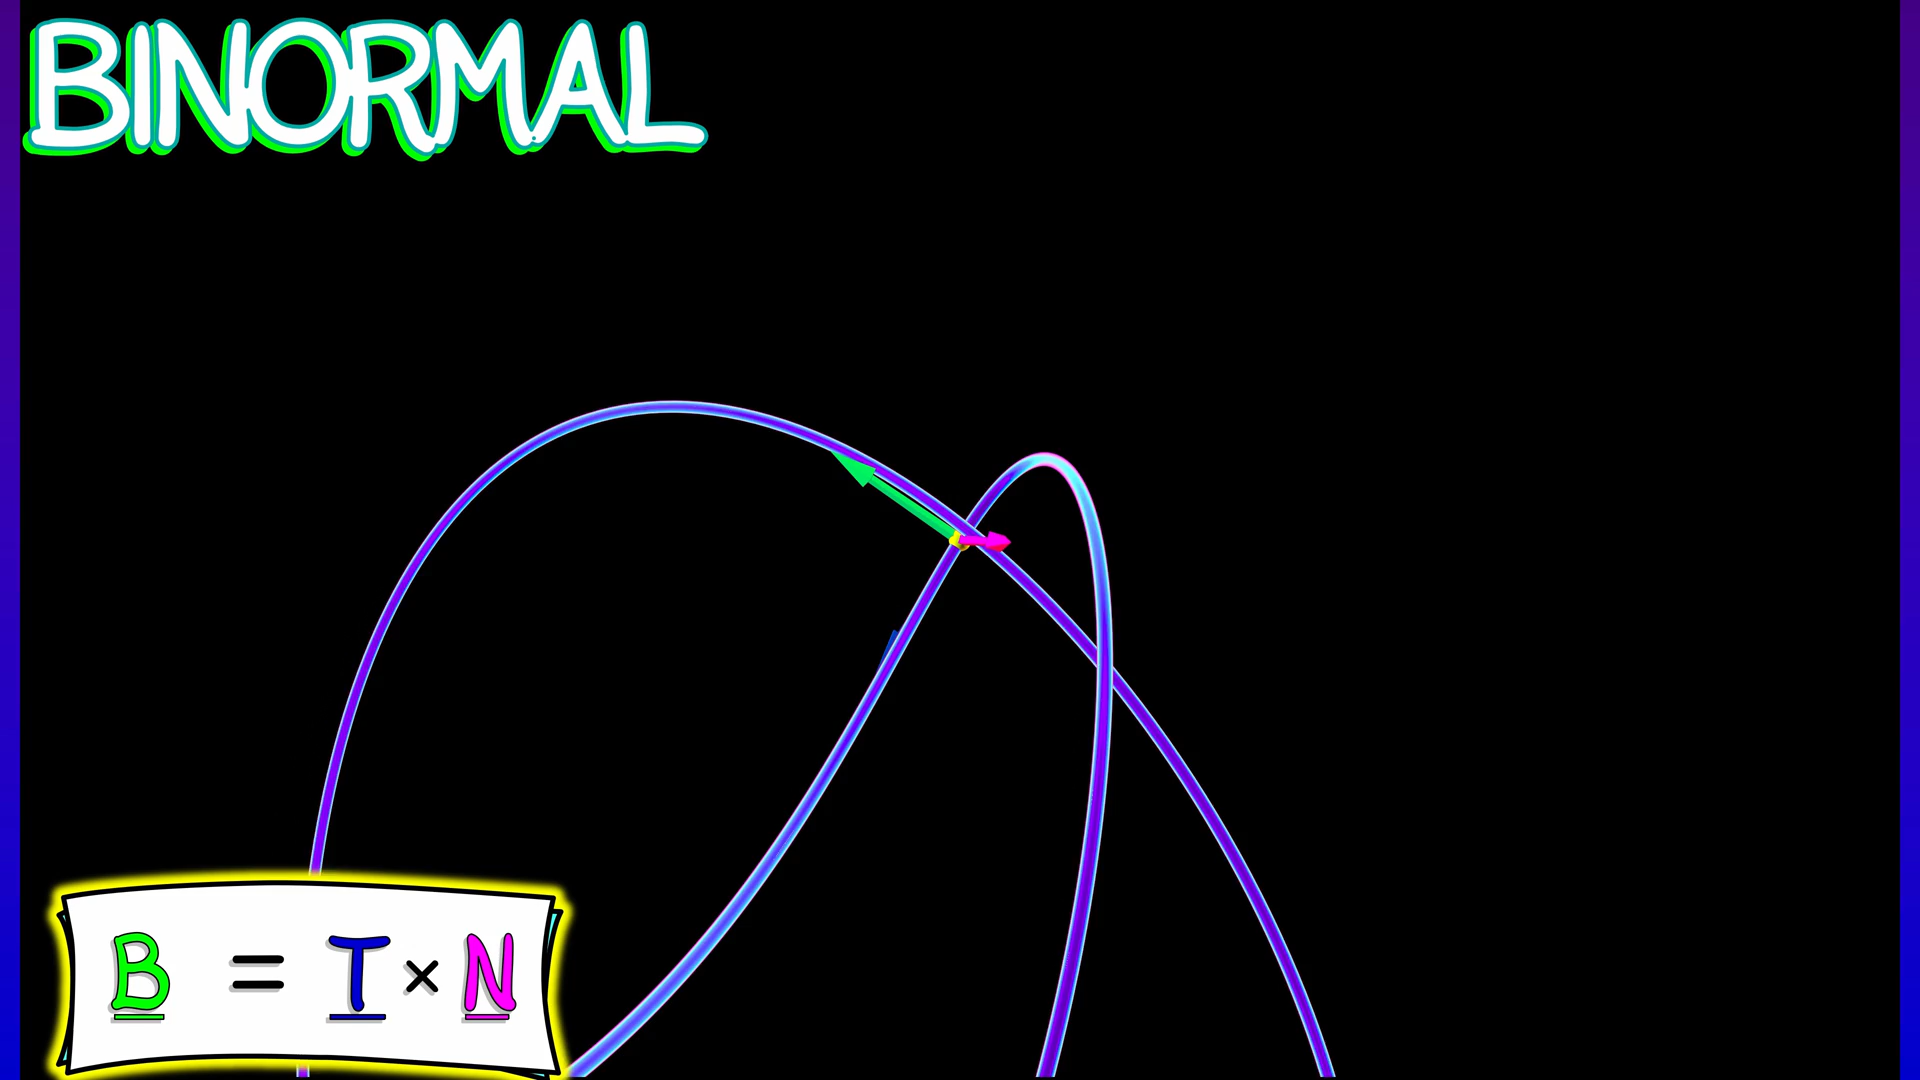 BINORMAL
B = T × N